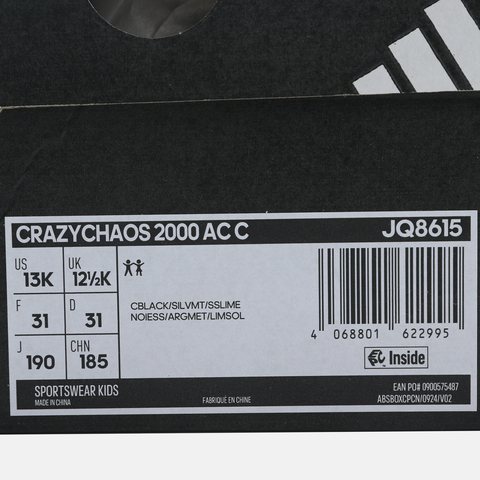 CRAZYCHAOS 2000 AC C JQ8615
US 13K UK 12½K
F 31 D 31
J 190 CHN 185
CBLACK/SILVMT/SSLIME
NOIESS/ARGMET/LIMSOL
4 068801 622995
Inside
SPORTSWEAR KIDS
MADE IN CHINA
FABRIQUÉ EN CHINE
EAN PO# 0900575487
ABSBOXCPCN/0924/V02